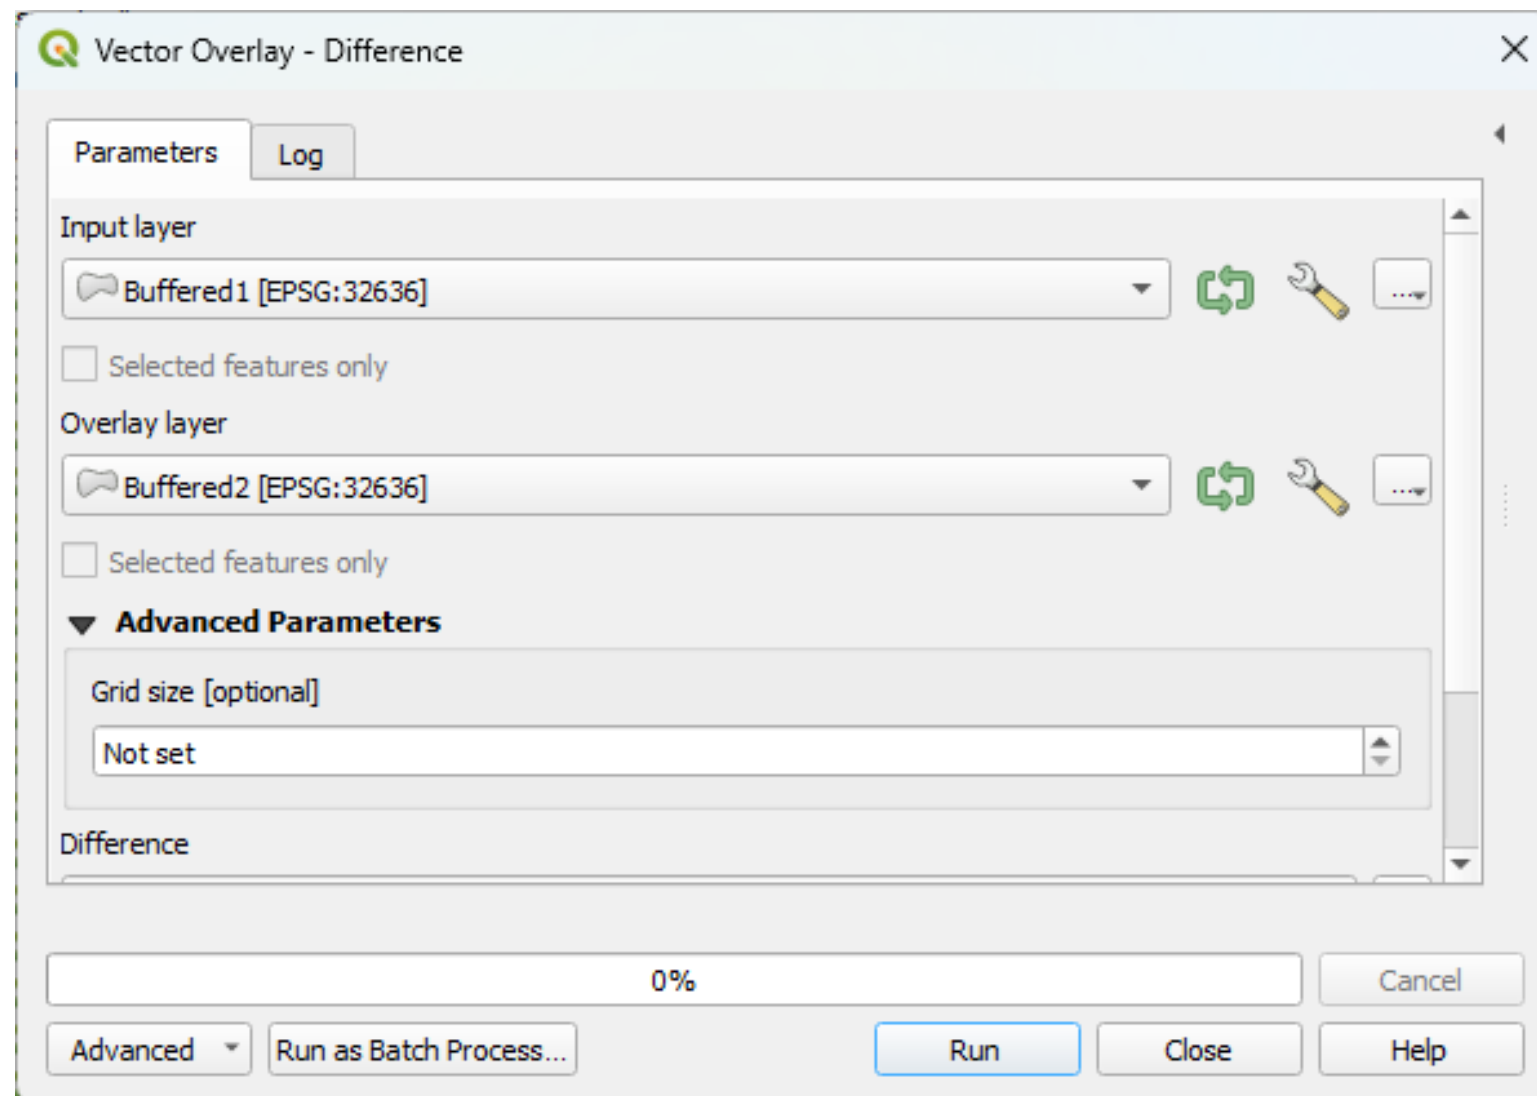 Vector Overlay - Difference
Parameters
Log
Input layer
Buffered1 [EPSG:32636]
...
Selected features only
Overlay layer
Buffered2 [EPSG:32636]
...
Selected features only
Advanced Parameters
Grid size [optional]
Not set
Difference
0%
Cancel
Advanced
Run as Batch Process...
Run
Close
Help